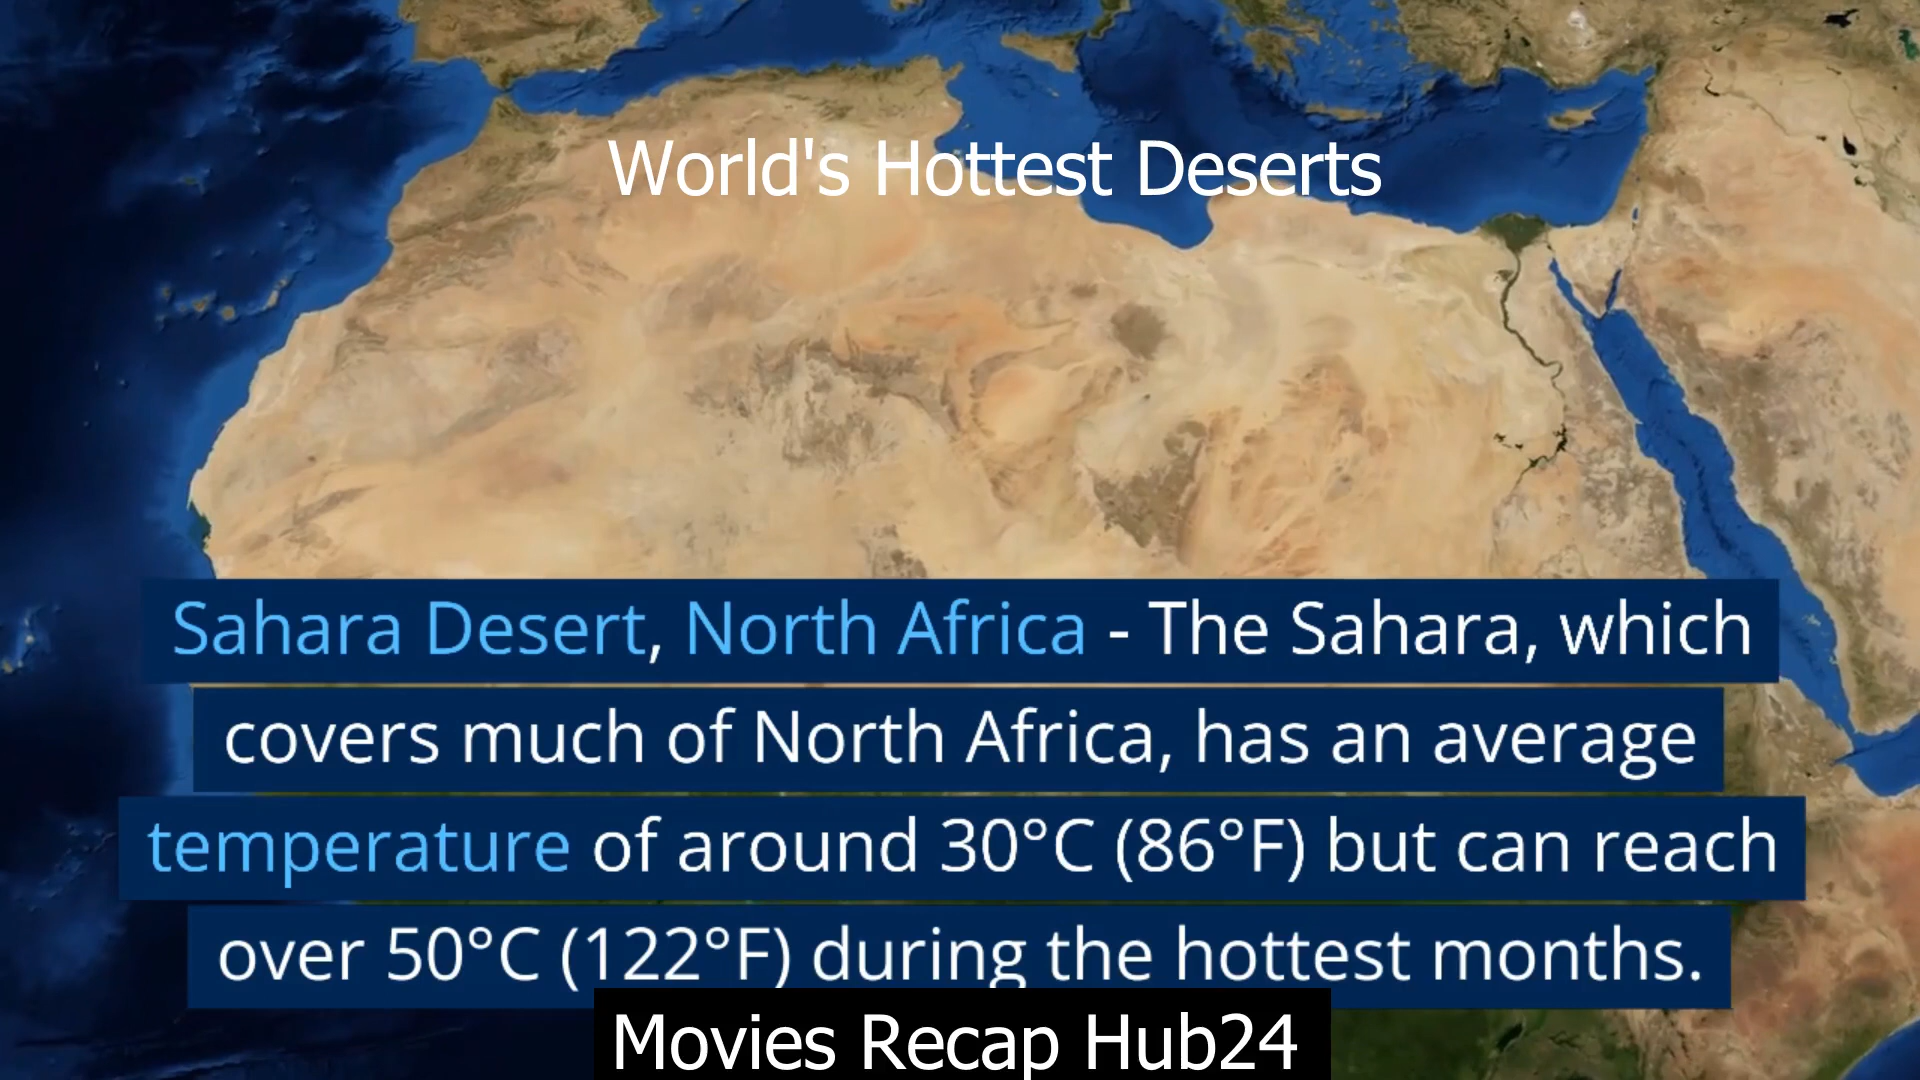 World's Hottest Deserts
Sahara Desert, North Africa - The Sahara, which
covers much of North Africa, has an average
temperature of around 30°C (86°F) but can reach
over 50°C (122°F) during the hottest months.
Movies Recap Hub24